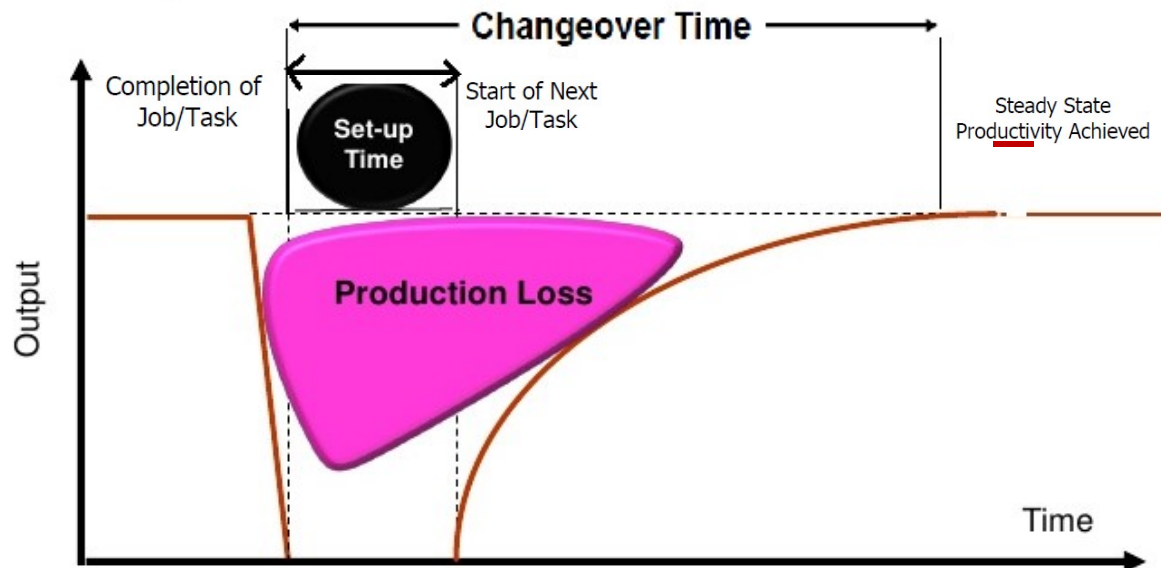 Changeover Time
Completion of
Job/Task
Set-up
Time
Start of Next
Job/Task
Steady State
Productivity Achieved
Production Loss
Output
Time